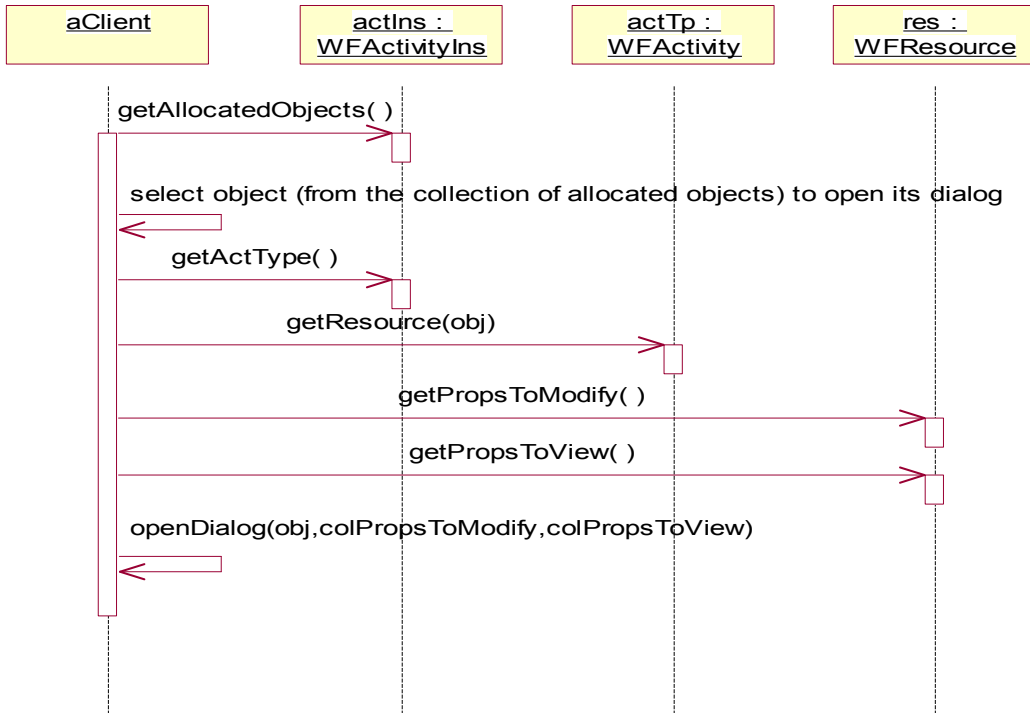 aClient
actIns :
WFActivityIns
actTp :
WFActivity
res :
WFResource
getAllocatedObjects( )
select object (from the collection of allocated objects) to open its dialog
getActType( )
getResource(obj)
getPropsToModify( )
getPropsToView( )
openDialog(obj,colPropsToModify,colPropsToView)